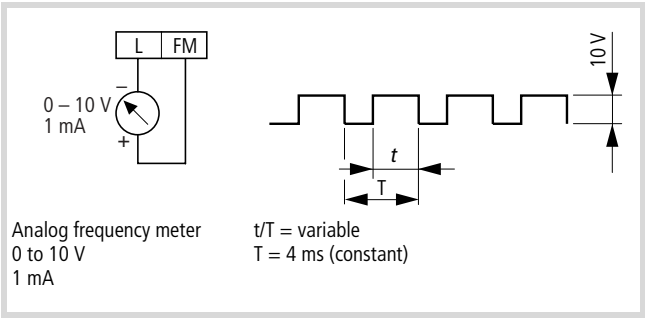 L FM
0 – 10 V
1 mA
–
+
10 V
t
T
Analog frequency meter
0 to 10 V
1 mA
t/T = variable
T = 4 ms (constant)